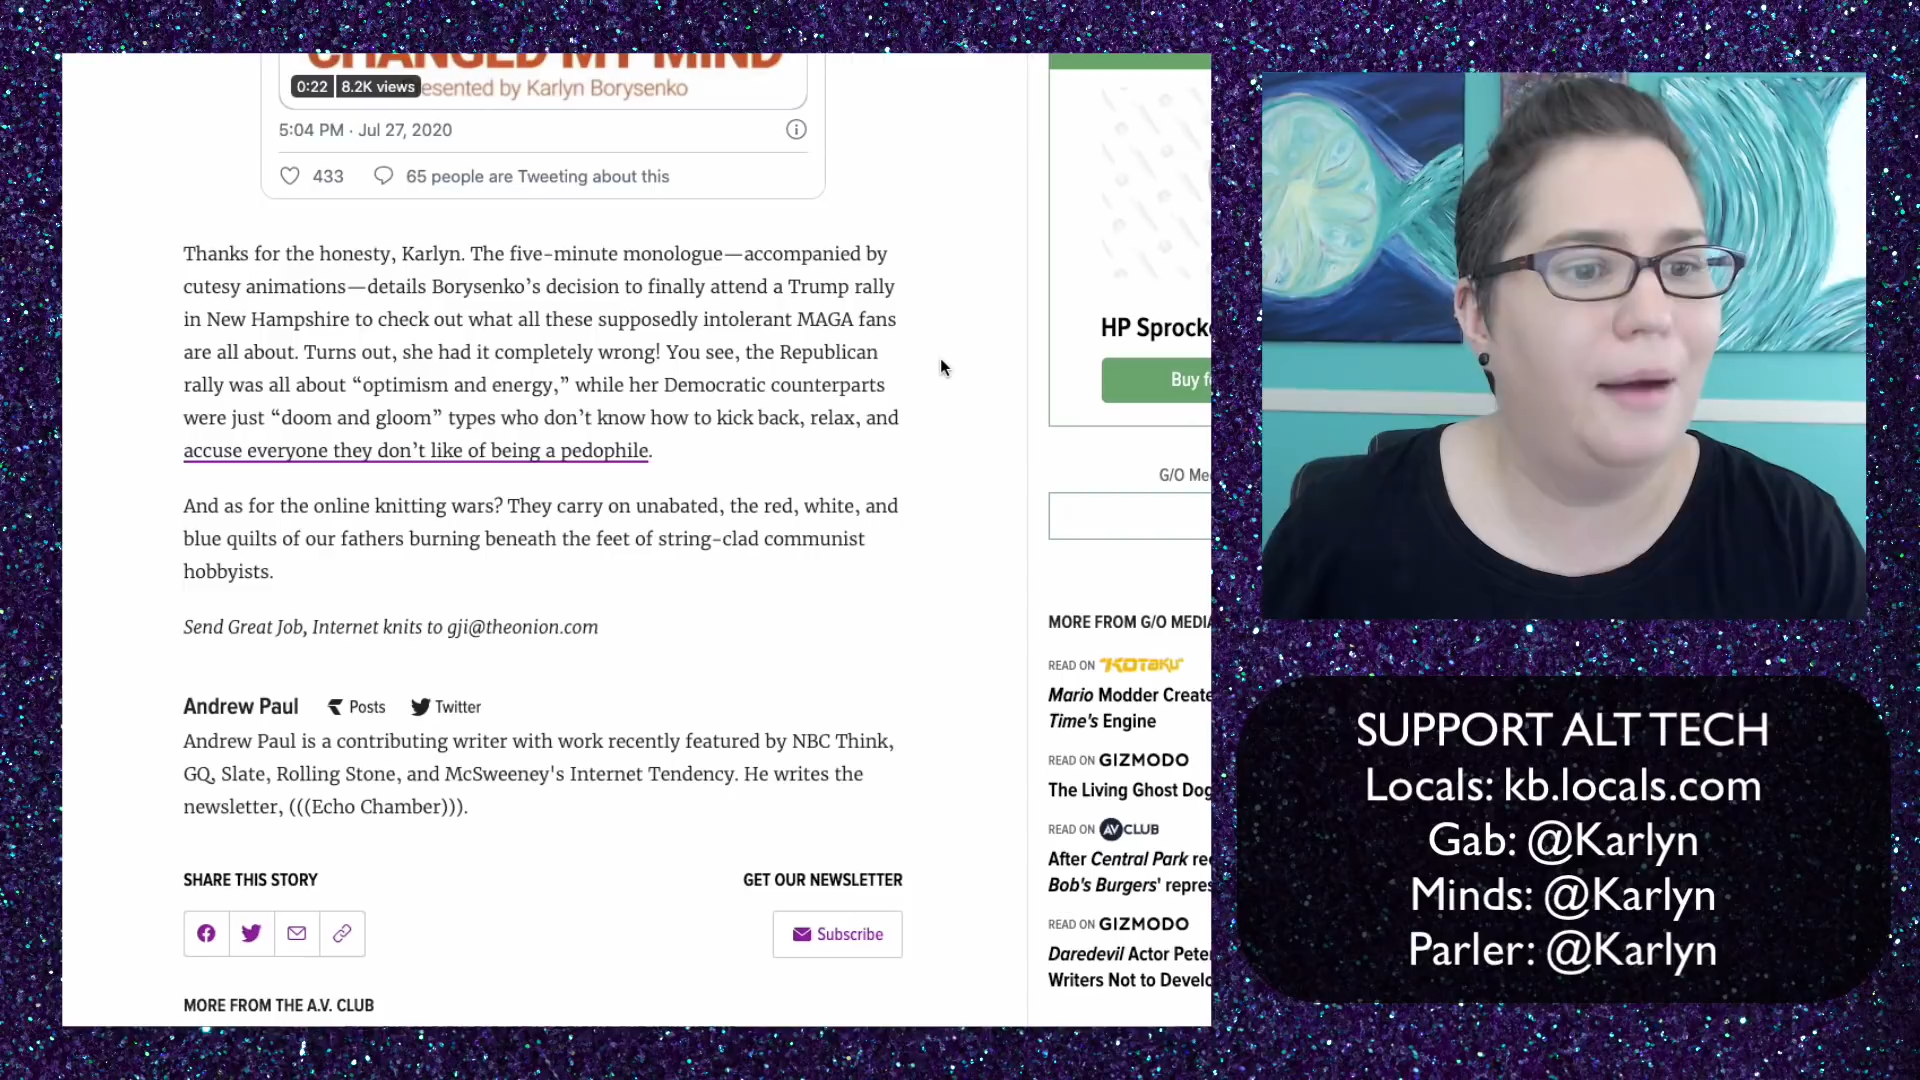 CHANGED MY MIND
0:22 8.2K views
esented by Karlyn Borysenko
5:04 PM · Jul 27, 2020
433 65 people are Tweeting about this
Thanks for the honesty, Karlyn. The five-minute monologue—accompanied by
cutesy animations—details Borysenko’s decision to finally attend a Trump rally
in New Hampshire to check out what all these supposedly intolerant MAGA fans
are all about. Turns out, she had it completely wrong! You see, the Republican
rally was all about “optimism and energy,” while her Democratic counterparts
were just “doom and gloom” types who don’t know how to kick back, relax, and
accuse everyone they don’t like of being a pedophile.
And as for the online knitting wars? They carry on unabated, the red, white, and
blue quilts of our fathers burning beneath the feet of string-clad communist
hobbyists.
Send Great Job, Internet knits to gji@theonion.com
Andrew Paul Posts Twitter
Andrew Paul is a contributing writer with work recently featured by NBC Think,
GQ, Slate, Rolling Stone, and McSweeney's Internet Tendency. He writes the
newsletter, (((Echo Chamber))).
SHARE THIS STORY
GET OUR NEWSLETTER
Subscribe
MORE FROM THE A.V. CLUB
HP Sprock
Buy f
G/O Me
MORE FROM G/O MEDIA
READ ON KOTAKU
Mario Modder Create
Time's Engine
READ ON GIZMODO
The Living Ghost Dog
READ ON AV CLUB
After Central Park re
Bob's Burgers' repres
READ ON GIZMODO
Daredevil Actor Pete
Writers Not to Develo
SUPPORT ALT TECH
Locals: kb.locals.com
Gab: @Karlyn
Minds: @Karlyn
Parler: @Karlyn